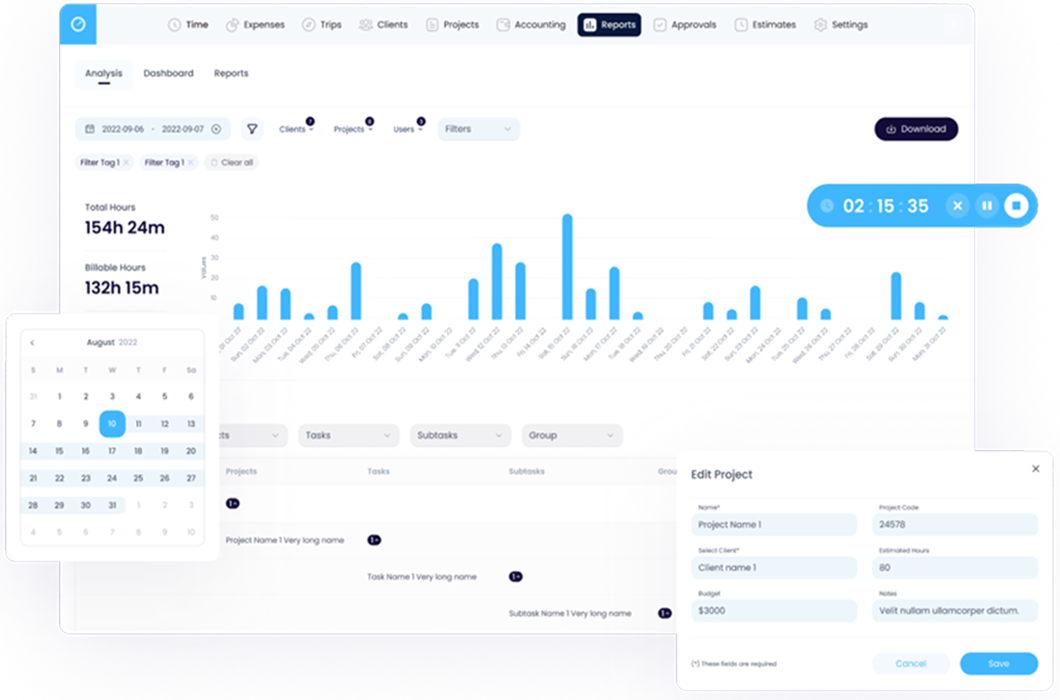 Time Expenses Trips Clients Projects Accounting Reports Approvals Estimates Settings
Analysis Dashboard Reports
2022-09-06 - 2022-09-07 Clients Projects Users Filters Download
Filter Tag 1 × Filter Tag 1 × Clear all
Total Hours
154h 24m
Billable Hours
132h 15m
02 : 15 : 35
Values
50
40
30
20
10
Sun, 02 Oct 22
Mon, 03 Oct 22
Tue, 04 Oct 22
Wed, 05 Oct 22
Thu, 06 Oct 22
Fri, 07 Oct 22
Sat, 08 Oct 22
Sun, 09 Oct 22
Mon, 10 Oct 22
Tue, 11 Oct 22
Wed, 12 Oct 22
Thu, 13 Oct 22
Fri, 14 Oct 22
Sat, 15 Oct 22
Sun, 16 Oct 22
Mon, 17 Oct 22
Tue, 18 Oct 22
Wed, 19 Oct 22
Thu, 20 Oct 22
Fri, 21 Oct 22
Sat, 22 Oct 22
Sun, 23 Oct 22
Mon, 24 Oct 22
Tue, 25 Oct 22
Wed, 26 Oct 22
Thu, 27 Oct 22
Fri, 28 Oct 22
Sat, 29 Oct 22
Sun, 30 Oct 22
Mon, 31 Oct 22
August 2022
S M T W T F Sa
31 1 2 3 4 5 6
7 8 9 10 11 12 13
14 15 16 17 18 19 20
21 22 23 24 25 26 27
28 29 30 31 1 2 3
4 5 6 7 8 9 10
cts Tasks Subtasks Group
Projects Tasks Subtasks Grou
Project Name 1 Very long name
Task Name 1 Very long name
Subtask Name 1 Very long name
Edit Project
Name* Project Code
Project Name 1 24578
Select Client* Estimated Hours
Client name 1 80
Budget Notes
$3000 Velit nullam ullamcorper dictum.
(*) These fields are required Cancel Save